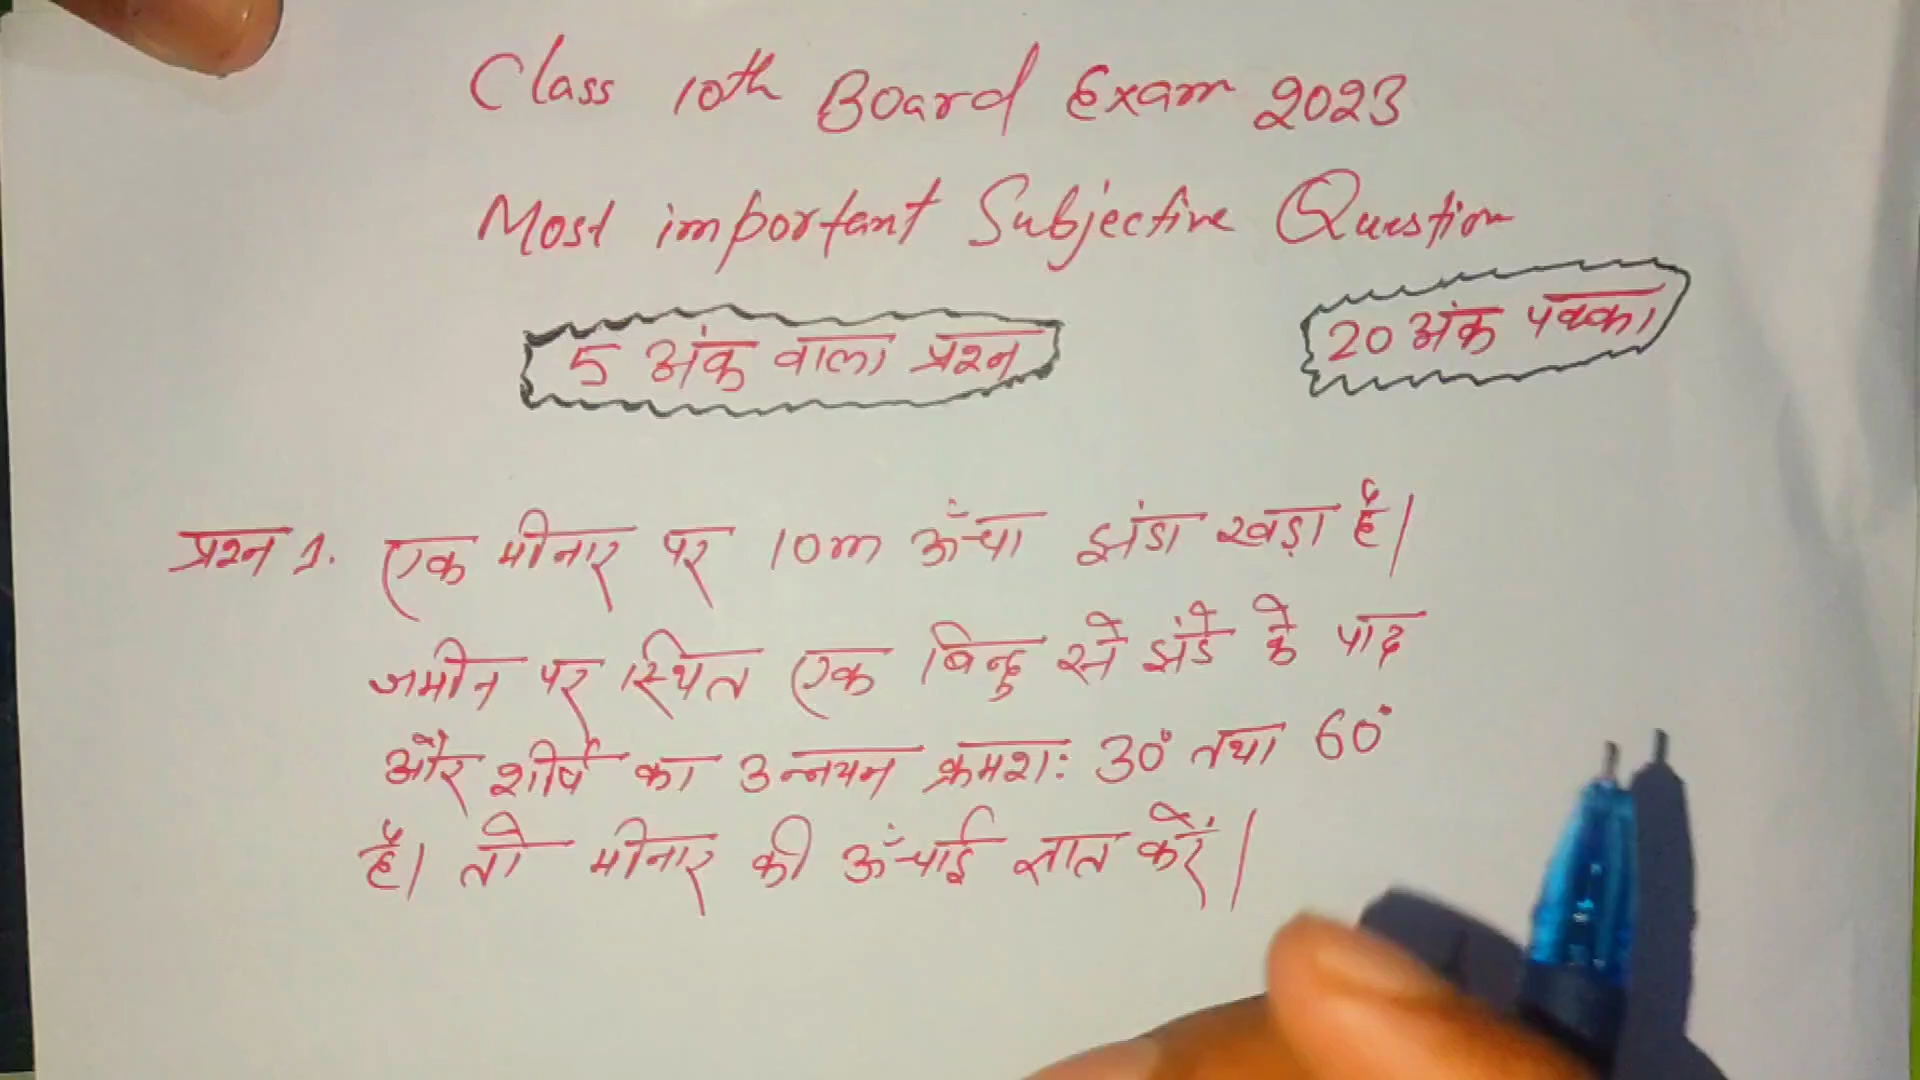 Class 10th Board Exam 2023
Most important Subjective Question
5 अंक वाला प्रश्न
20 अंक पक्का
प्रश्न 1. एक मीनार पर 10m ऊँचा झंडा खड़ा है।
जमीन पर स्थित एक बिन्दु से झंडे के पाद
और शीर्ष का उन्नयन क्रमश: 30° तथा 60°
है। तो मीनार की ऊँचाई ज्ञात करें।